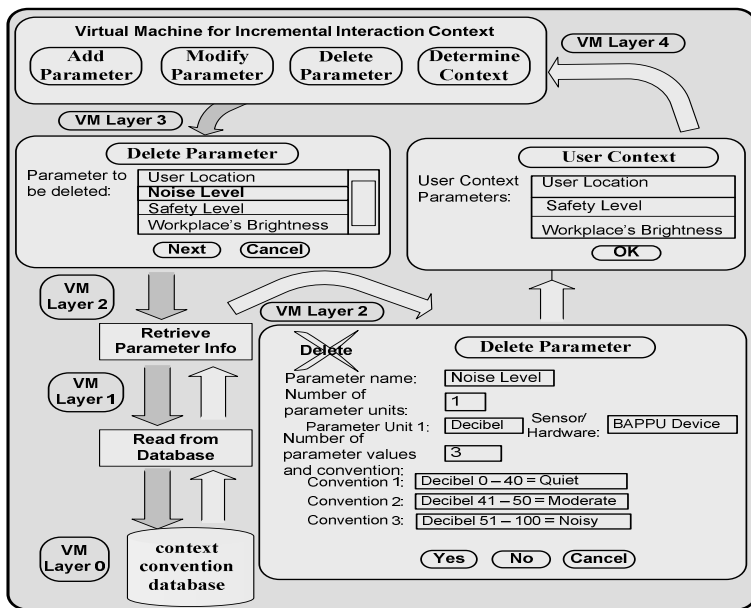 Virtual Machine for Incremental Interaction Context
VM Layer 4
Add
Parameter
Modify
Parameter
Delete
Parameter
Determine
Context
VM Layer 3
Delete Parameter
Parameter to
be deleted:
User Location
Noise Level
Safety Level
Workplace's Brightness
Next
Cancel
User Context
User Context
Parameters:
User Location
Safety Level
Workplace's Brightness
OK
VM
Layer 2
VM Layer 2
Retrieve
Parameter Info
VM
Layer 1
Read from
Database
VM
Layer 0
context
convention
database
Delete
Delete Parameter
Parameter name:
Noise Level
Number of
parameter units:
1
Parameter Unit 1:
Decibel
Sensor/
Hardware:
BAPPU Device
Number of
parameter values
and convention:
3
Convention 1:
Decibel 0 – 40 = Quiet
Convention 2:
Decibel 41 – 50 = Moderate
Convention 3:
Decibel 51 – 100 = Noisy
Yes
No
Cancel